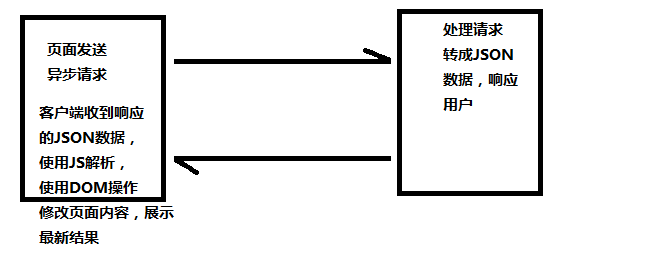 页面发送
异步请求
客户端收到响应
的JSON数据，
使用JS解析，
使用DOM操作
修改页面内容，展示
最新结果
处理请求
转成JSON
数据，响应
用户